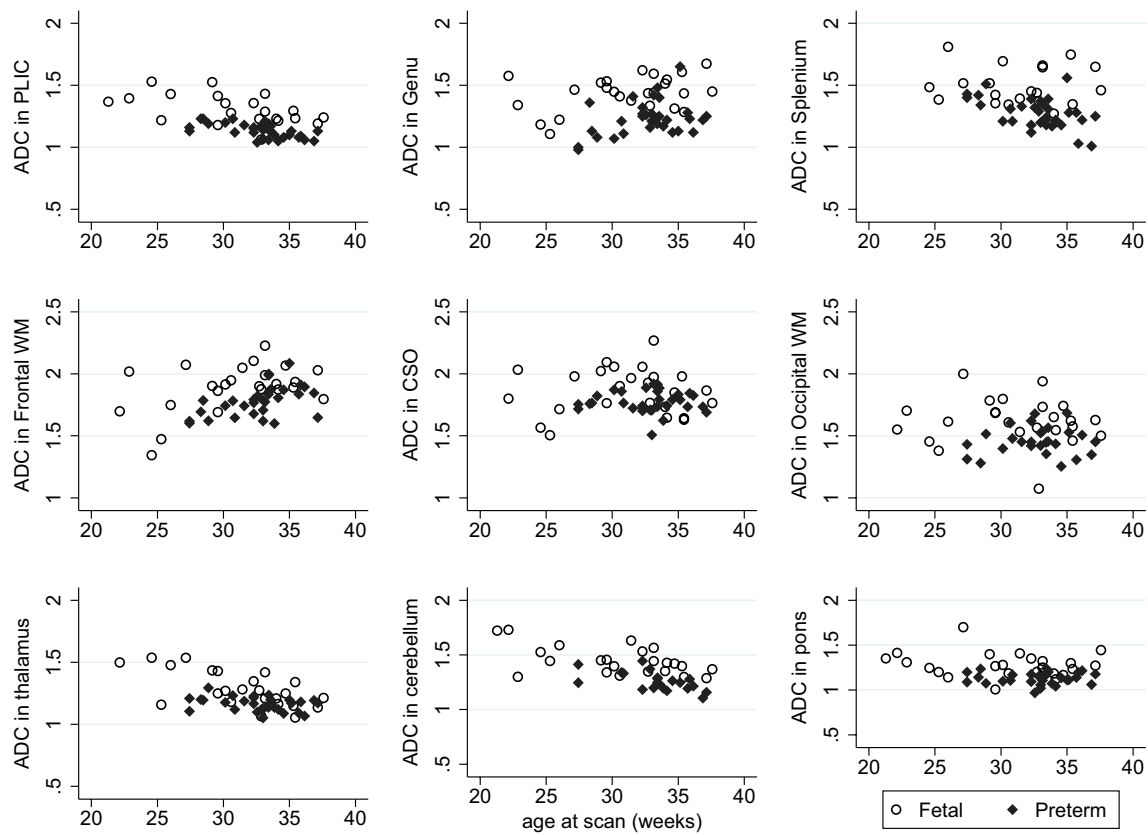 2
1.5
1
.5
ADC in PLIC
20 25 30 35 40
2
1.5
1
.5
ADC in Genu
20 25 30 35 40
2
1.5
1
.5
ADC in Splenium
20 25 30 35 40
2.5
2
1.5
1
ADC in Frontal WM
20 25 30 35 40
2.5
2
1.5
1
ADC in CSO
20 25 30 35 40
2.5
2
1.5
1
ADC in Occipital WM
20 25 30 35 40
2
1.5
1
.5
ADC in thalamus
20 25 30 35 40
2
1.5
1
.5
ADC in cerebellum
20 25 30 35 40
age at scan (weeks)
2
1.5
1
.5
ADC in pons
20 25 30 35 40
Fetal Preterm